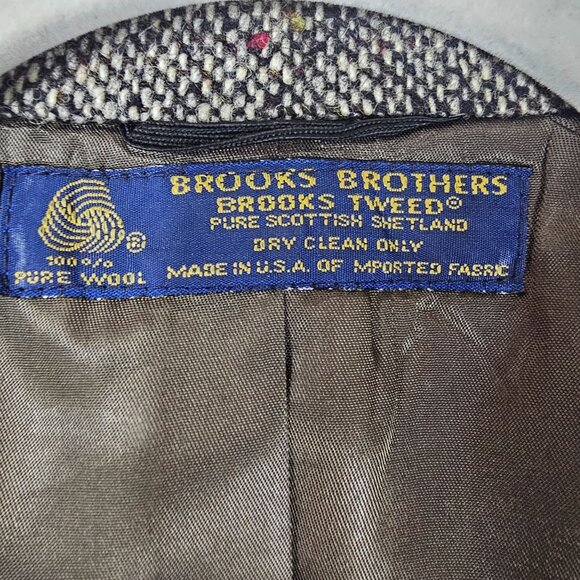 BROOKS BROTHERS
BROOKS TWEED®
PURE SCOTTISH SHETLAND
DRY CLEAN ONLY
MADE IN U.S.A. OF MPORTED FABRIC
®
100%
PURE WOOL